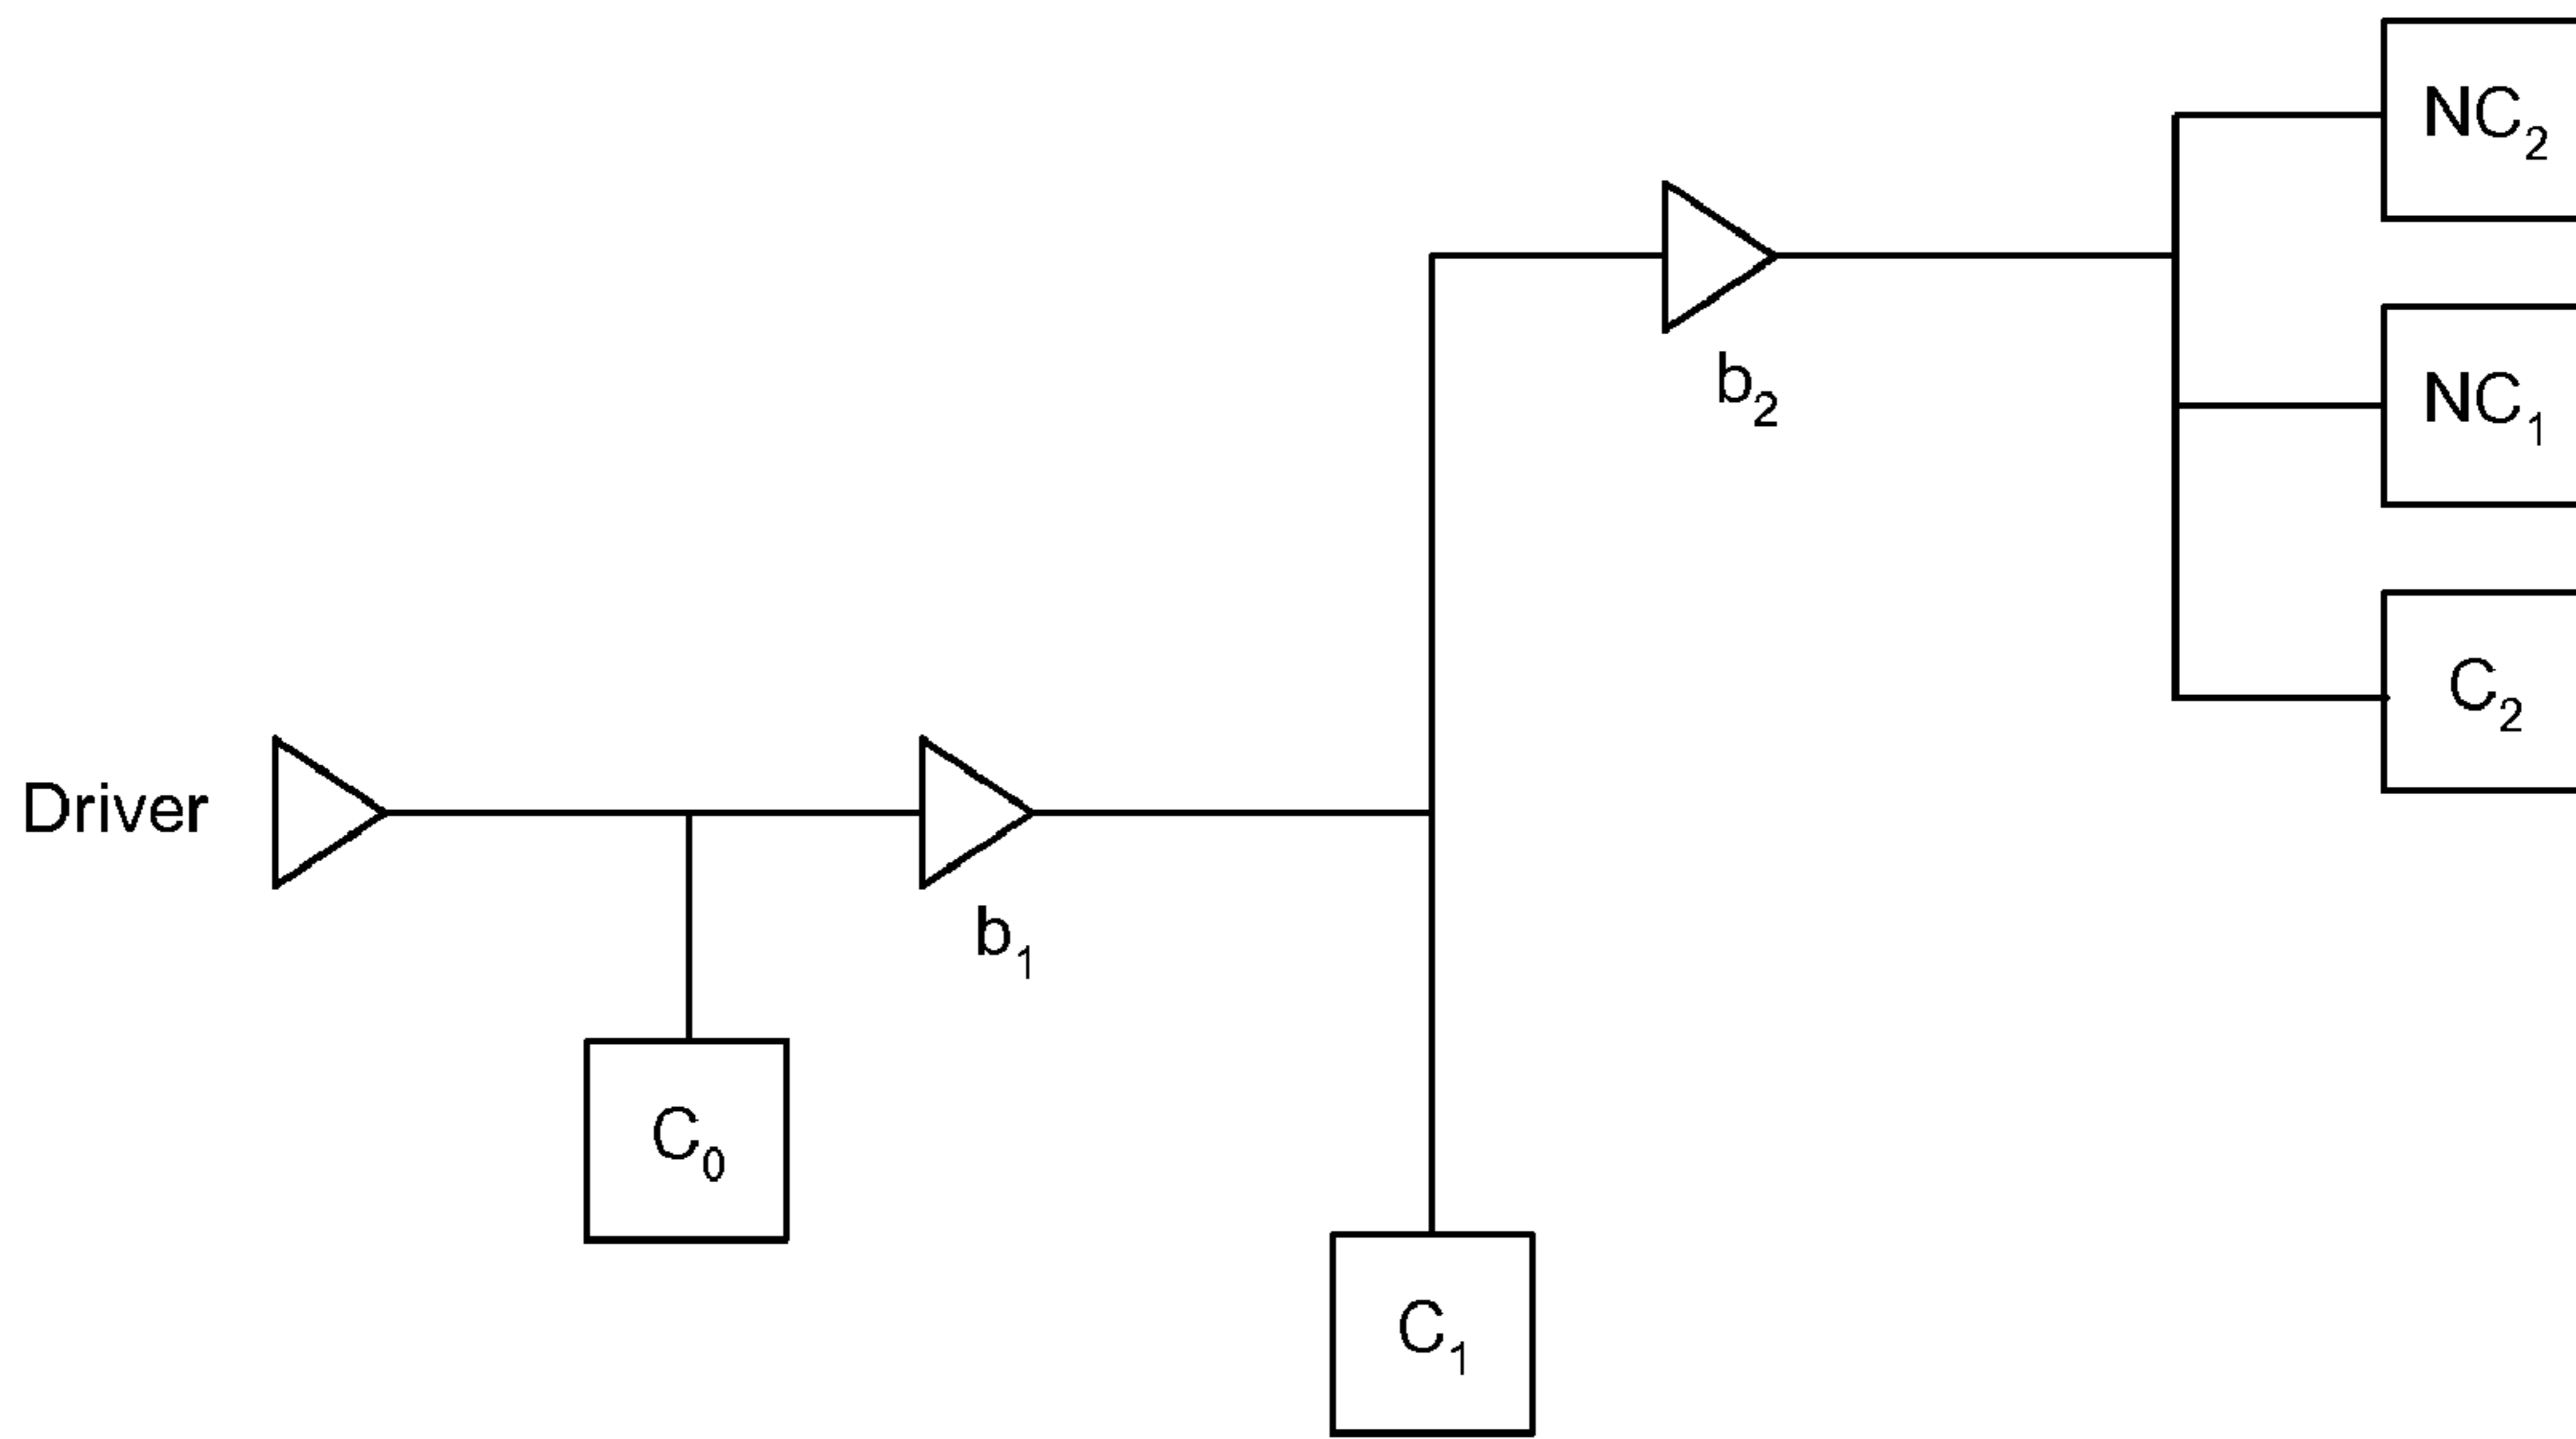 NC₂
b₂
NC₁
C₂
Driver
b₁
C₀
C₁